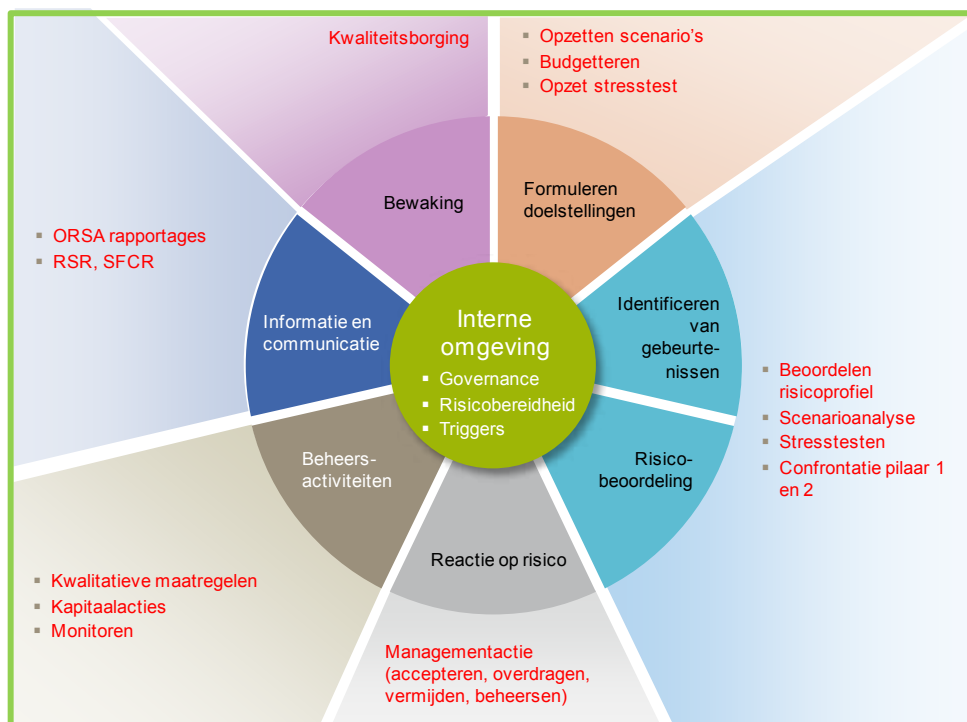 Kwaliteitsborging
▪ Opzetten scenario's
▪ Budgetteren
▪ Opzet stresstest
Bewaking
Formuleren
doelstellingen
▪ ORSA rapportages
▪ RSR, SFCR
Informatie en
communicatie
Interne
omgeving
▪ Governance
▪ Risicobereidheid
▪ Triggers
Identificeren
van
gebeurte-
nissen
▪ Beoordelen
risicoprofiel
▪ Scenarioanalyse
▪ Stresstesten
▪ Confrontatie pilaar 1
en 2
Beheers-
activiteiten
Risico-
beoordeling
Reactie op risico
▪ Kwalitatieve maatregelen
▪ Kapitaalacties
▪ Monitoren
Managementactie
(accepteren, overdragen,
vermijden, beheersen)